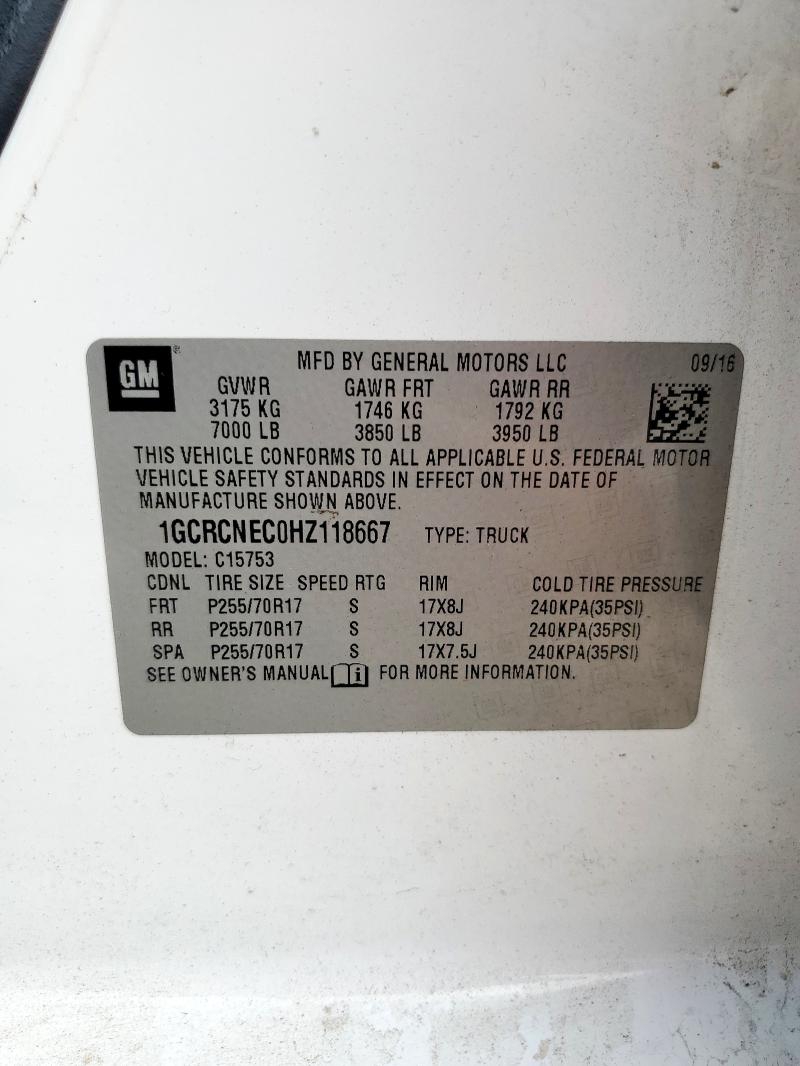 GM
MFD BY GENERAL MOTORS LLC 09/16
GVWR GAWR FRT GAWR RR
3175 KG 1746 KG 1792 KG
7000 LB 3850 LB 3950 LB
THIS VEHICLE CONFORMS TO ALL APPLICABLE U.S. FEDERAL MOTOR
VEHICLE SAFETY STANDARDS IN EFFECT ON THE DATE OF
MANUFACTURE SHOWN ABOVE.
1GCRCNEC0HZ118667 TYPE: TRUCK
MODEL: C15753
CDNL TIRE SIZE SPEED RTG RIM COLD TIRE PRESSURE
FRT P255/70R17 S 17X8J 240KPA(35PSI)
RR P255/70R17 S 17X8J 240KPA(35PSI)
SPA P255/70R17 S 17X7.5J 240KPA(35PSI)
SEE OWNER'S MANUAL i FOR MORE INFORMATION.